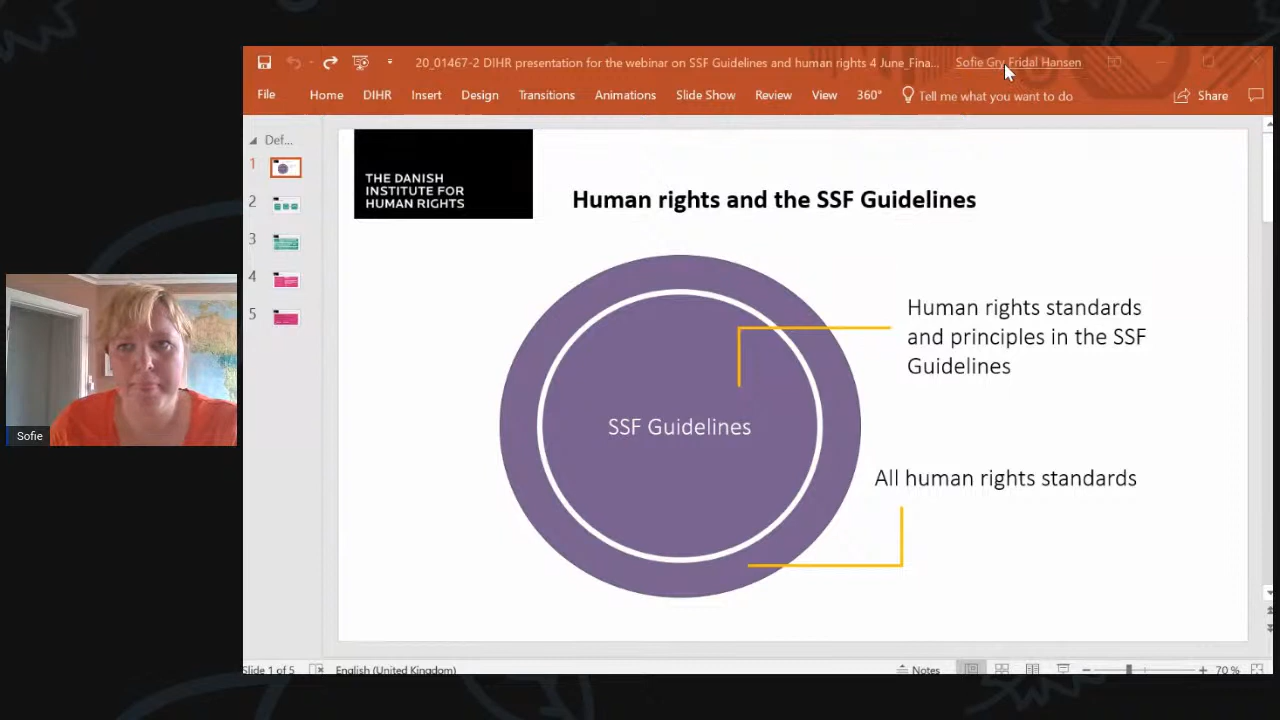 20_01467-2 DIHR presentation for the webinar on SSF Guidelines and human rights 4 June_Fina...
Sofie Gry Fridal Hansen
File
Home
DIHR
Insert
Design
Transitions
Animations
Slide Show
Review
View
360°
Tell me what you want to do
Share
Def...
1
2
3
4
5
THE DANISH
INSTITUTE FOR
HUMAN RIGHTS
Human rights and the SSF Guidelines
Human rights standards
and principles in the SSF
Guidelines
SSF Guidelines
All human rights standards
Sofie
Slide 1 of 5
English (United Kingdom)
Notes
70 %